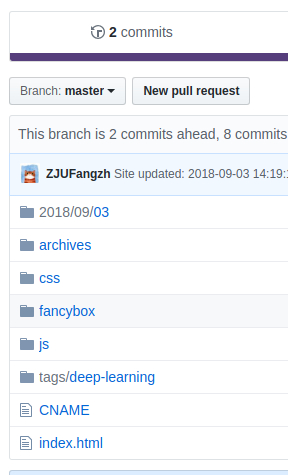 2 commits
Branch: master New pull request
This branch is 2 commits ahead, 8 commits
ZJUFangzh Site updated: 2018-09-03 14:19:
2018/09/03
archives
css
fancybox
js
tags/deep-learning
CNAME
index.html